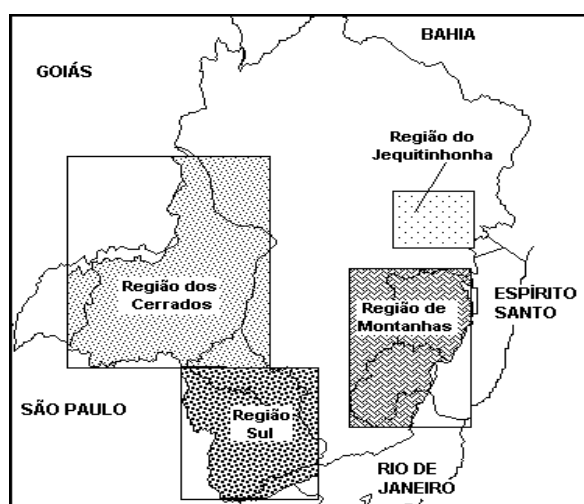 BAHIA
GOIÁS
Região do
Jequitinhonha
Região dos
Cerrados
Região de
Montanhas
ESPÍRITO
SANTO
SÃO PAULO
Região
Sul
RIO DE
JANEIRO